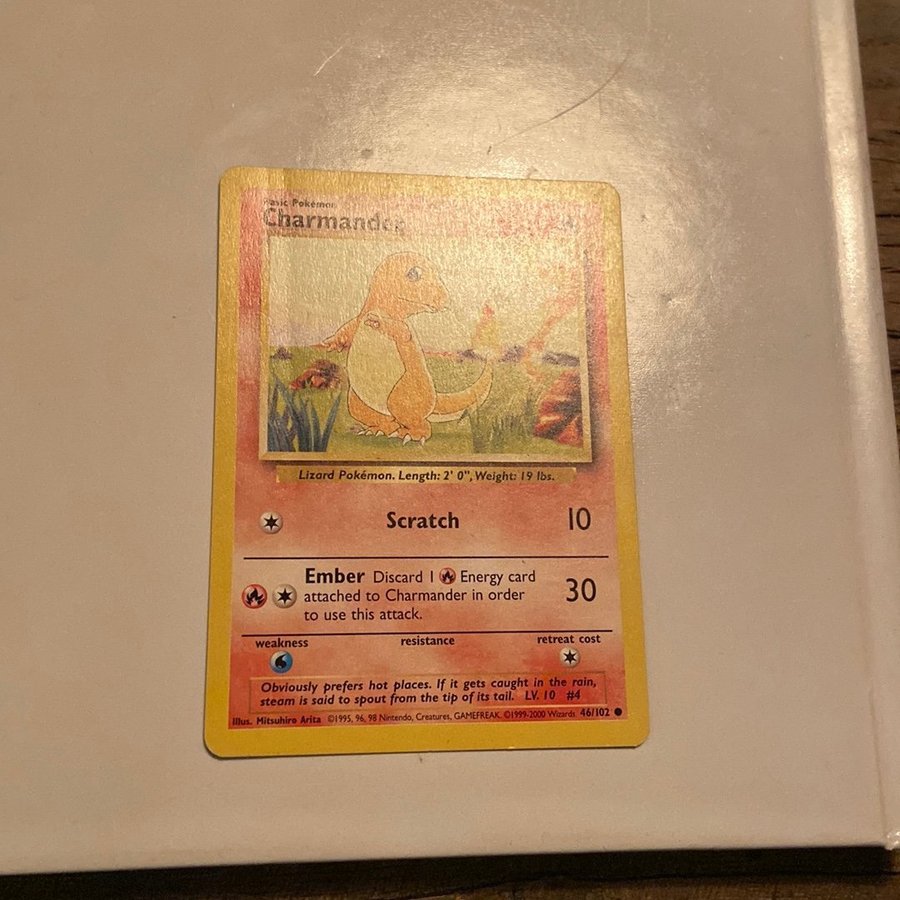 Basic Pokémon
Charmander
Lizard Pokémon. Length: 2' 0", Weight: 19 lbs.
Scratch 10
Ember Discard 1 Energy card
attached to Charmander in order
to use this attack.
30
weakness resistance retreat cost
Obviously prefers hot places. If it gets caught in the rain,
steam is said to spout from the tip of its tail. LV. 10 #4
Illus. Mitsuhiro Arita ©1995, 96, 98 Nintendo, Creatures, GAMEFREAK. ©1999-2000 Wizards. 46/102